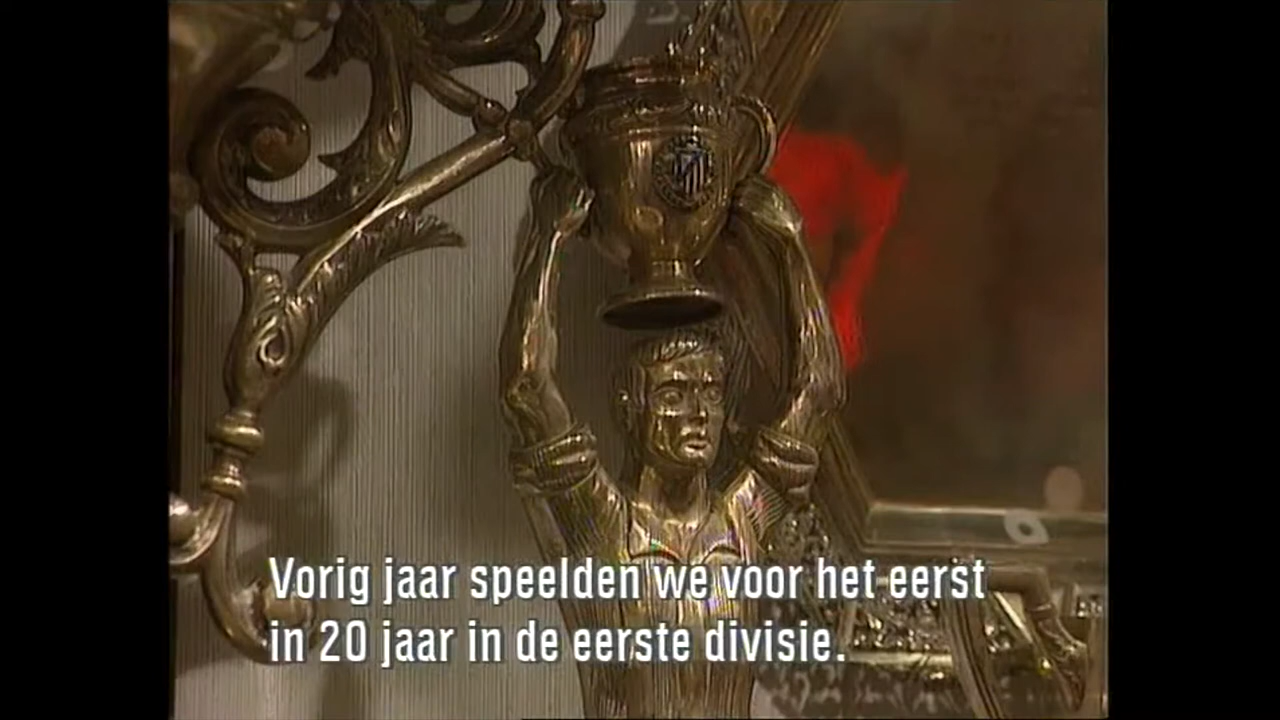 Vorig jaar speelden we voor het eerst
in 20 jaar in de eerste divisie.